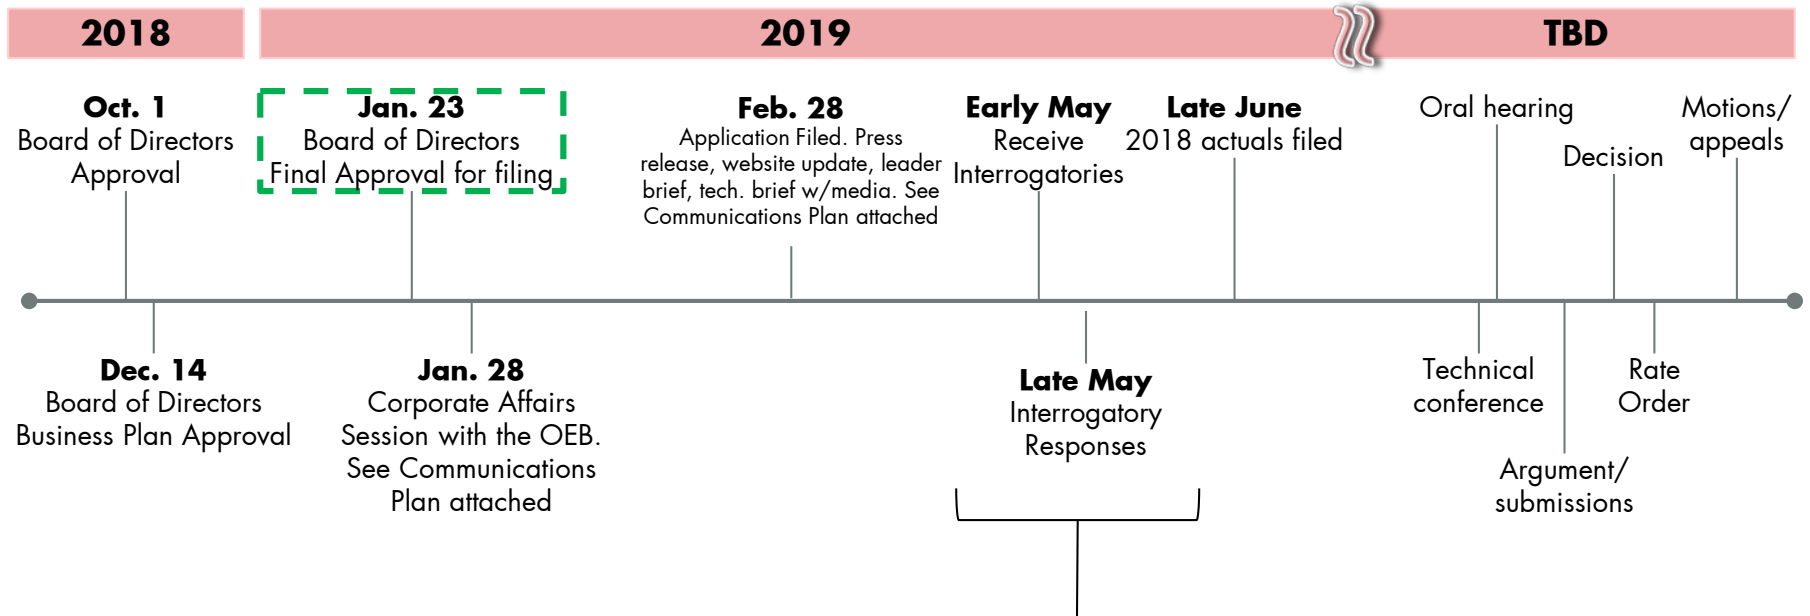 2018
2019
TBD
Oct. 1
Board of Directors
Approval
Jan. 23
Board of Directors
Final Approval for filing
Feb. 28
Application Filed. Press
release, website update, leader
brief, tech. brief w/media. See
Communications Plan attached
Early May
Receive
Interrogatories
Late June
2018 actuals filed
Oral hearing
Decision
Motions/
appeals
Dec. 14
Board of Directors
Business Plan Approval
Jan. 28
Corporate Affairs
Session with the OEB.
See Communications
Plan attached
Late May
Interrogatory
Responses
Technical
conference
Argument/
submissions
Rate
Order